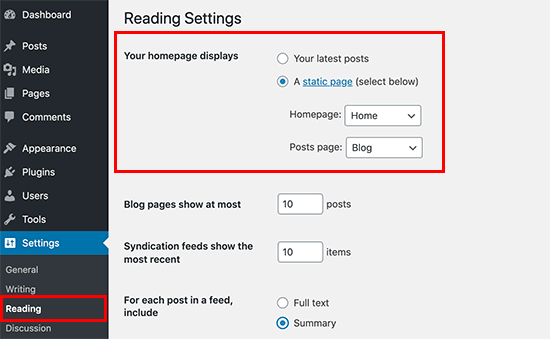 Dashboard
Posts
Media
Pages
Comments
Appearance
Plugins
Users
Tools
Settings
General
Writing
Reading
Discussion
Reading Settings
Your homepage displays
Your latest posts
A static page (select below)
Homepage: Home
Posts page: Blog
Blog pages show at most
10 posts
Syndication feeds show the
most recent
10 items
For each post in a feed,
include
Full text
Summary